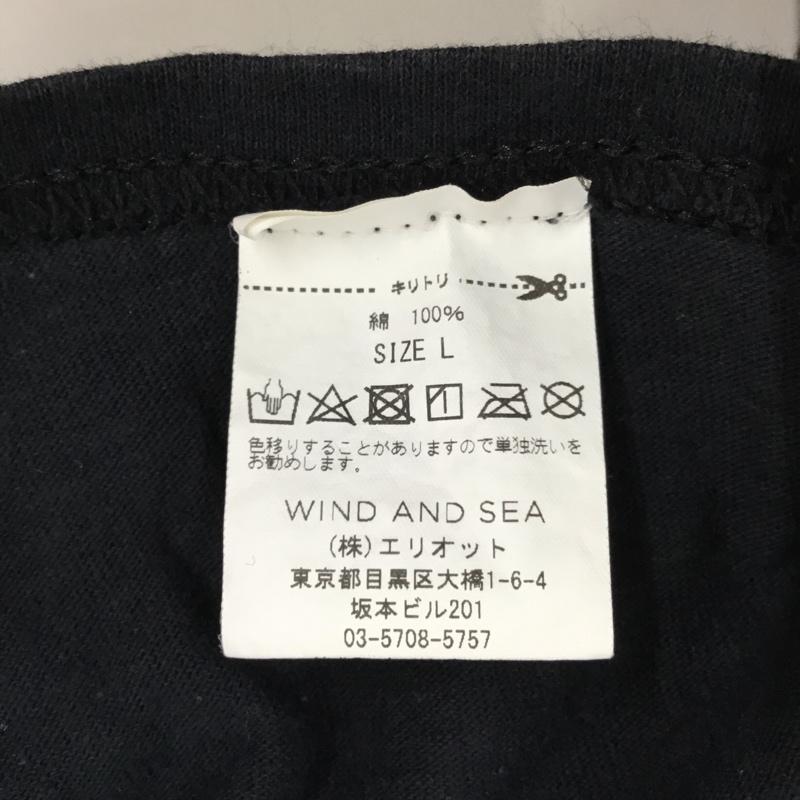 キリトリ
綿 100%
SIZE L
色移りすることがありますので単独洗いを
お勧めします。
WIND AND SEA
(株)エリオット
東京都目黒区大橋1-6-4
坂本ビル201
03-5708-5757